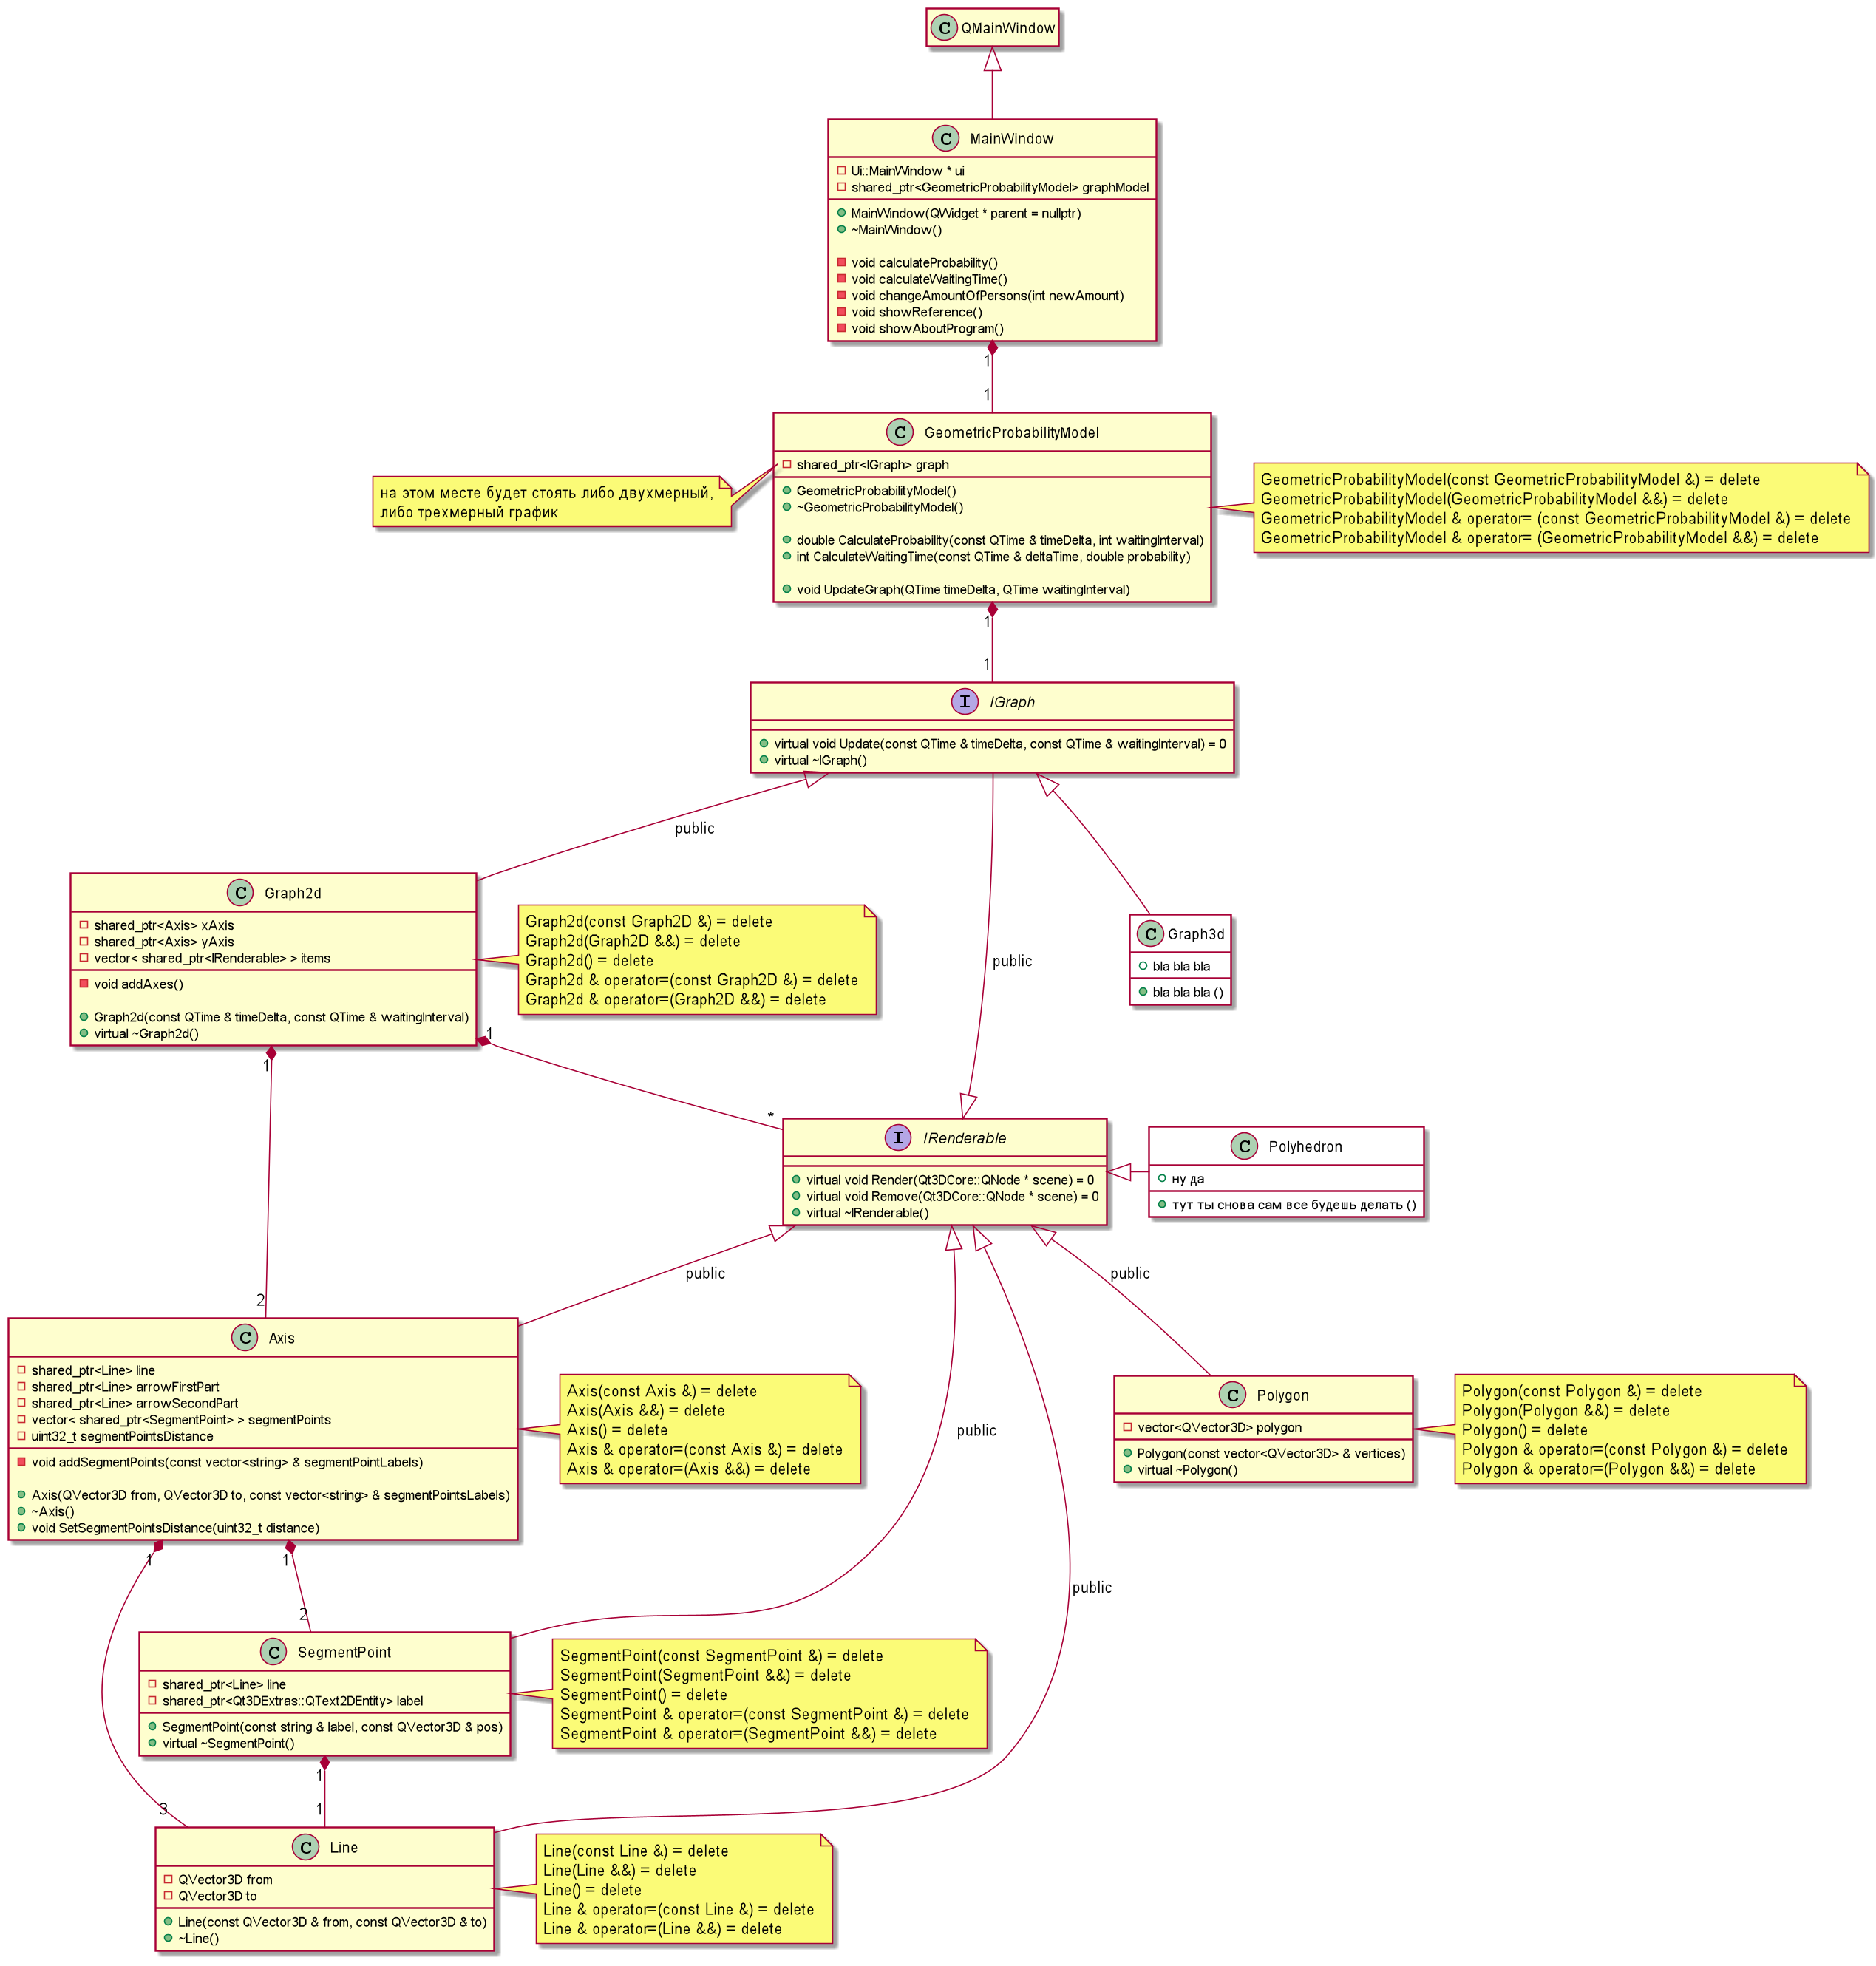 C QMainWindow
C MainWindow
Ui::MainWindow * ui
shared_ptr<GeometricProbabilityModel> graphModel
MainWindow(QWidget * parent = nullptr)
~MainWindow()
void calculateProbability()
void calculateWaitingTime()
void changeAmountOfPersons(int newAmount)
void showReference()
void showAboutProgram()
1
1
C GeometricProbabilityModel
shared_ptr<IGraph> graph
GeometricProbabilityModel()
~GeometricProbabilityModel()
double CalculateProbability(const QTime & timeDelta, int waitingInterval)
int CalculateWaitingTime(const QTime & deltaTime, double probability)
void UpdateGraph(QTime timeDelta, QTime waitingInterval)
на этом месте будет стоять либо двухмерный,
либо трехмерный график
GeometricProbabilityModel(const GeometricProbabilityModel &) = delete
GeometricProbabilityModel(GeometricProbabilityModel &&) = delete
GeometricProbabilityModel & operator= (const GeometricProbabilityModel &) = delete
GeometricProbabilityModel & operator= (GeometricProbabilityModel &&) = delete
1
1
I IGraph
virtual void Update(const QTime & timeDelta, const QTime & waitingInterval) = 0
virtual ~IGraph()
public
C Graph2d
shared_ptr<Axis> xAxis
shared_ptr<Axis> yAxis
vector< shared_ptr<IRenderable> > items
void addAxes()
Graph2d(const QTime & timeDelta, const QTime & waitingInterval)
virtual ~Graph2d()
Graph2d(const Graph2D &) = delete
Graph2d(Graph2D &&) = delete
Graph2d() = delete
Graph2d & operator=(const Graph2D &) = delete
Graph2d & operator=(Graph2D &&) = delete
public
C Graph3d
bla bla bla
bla bla bla ()
1
1
*
I IRenderable
virtual void Render(Qt3DCore::QNode * scene) = 0
virtual void Remove(Qt3DCore::QNode * scene) = 0
virtual ~IRenderable()
C Polyhedron
ну да
тут ты снова сам все будешь делать ()
public
public
2
C Axis
shared_ptr<Line> line
shared_ptr<Line> arrowFirstPart
shared_ptr<Line> arrowSecondPart
vector< shared_ptr<SegmentPoint> > segmentPoints
uint32_t segmentPointsDistance
void addSegmentPoints(const vector<string> & segmentPointLabels)
Axis(QVector3D from, QVector3D to, const vector<string> & segmentPointsLabels)
~Axis()
void SetSegmentPointsDistance(uint32_t distance)
Axis(const Axis &) = delete
Axis(Axis &&) = delete
Axis() = delete
Axis & operator=(const Axis &) = delete
Axis & operator=(Axis &&) = delete
public
C Polygon
vector<QVector3D> polygon
Polygon(const vector<QVector3D> & vertices)
virtual ~Polygon()
Polygon(const Polygon &) = delete
Polygon(Polygon &&) = delete
Polygon() = delete
Polygon & operator=(const Polygon &) = delete
Polygon & operator=(Polygon &&) = delete
1
1
public
2
C SegmentPoint
shared_ptr<Line> line
shared_ptr<Qt3DExtras::QText2DEntity> label
SegmentPoint(const string & label, const QVector3D & pos)
virtual ~SegmentPoint()
SegmentPoint(const SegmentPoint &) = delete
SegmentPoint(SegmentPoint &&) = delete
SegmentPoint() = delete
SegmentPoint & operator=(const SegmentPoint &) = delete
SegmentPoint & operator=(SegmentPoint &&) = delete
1
3
1
C Line
QVector3D from
QVector3D to
Line(const QVector3D & from, const QVector3D & to)
~Line()
Line(const Line &) = delete
Line(Line &&) = delete
Line() = delete
Line & operator=(const Line &) = delete
Line & operator=(Line &&) = delete